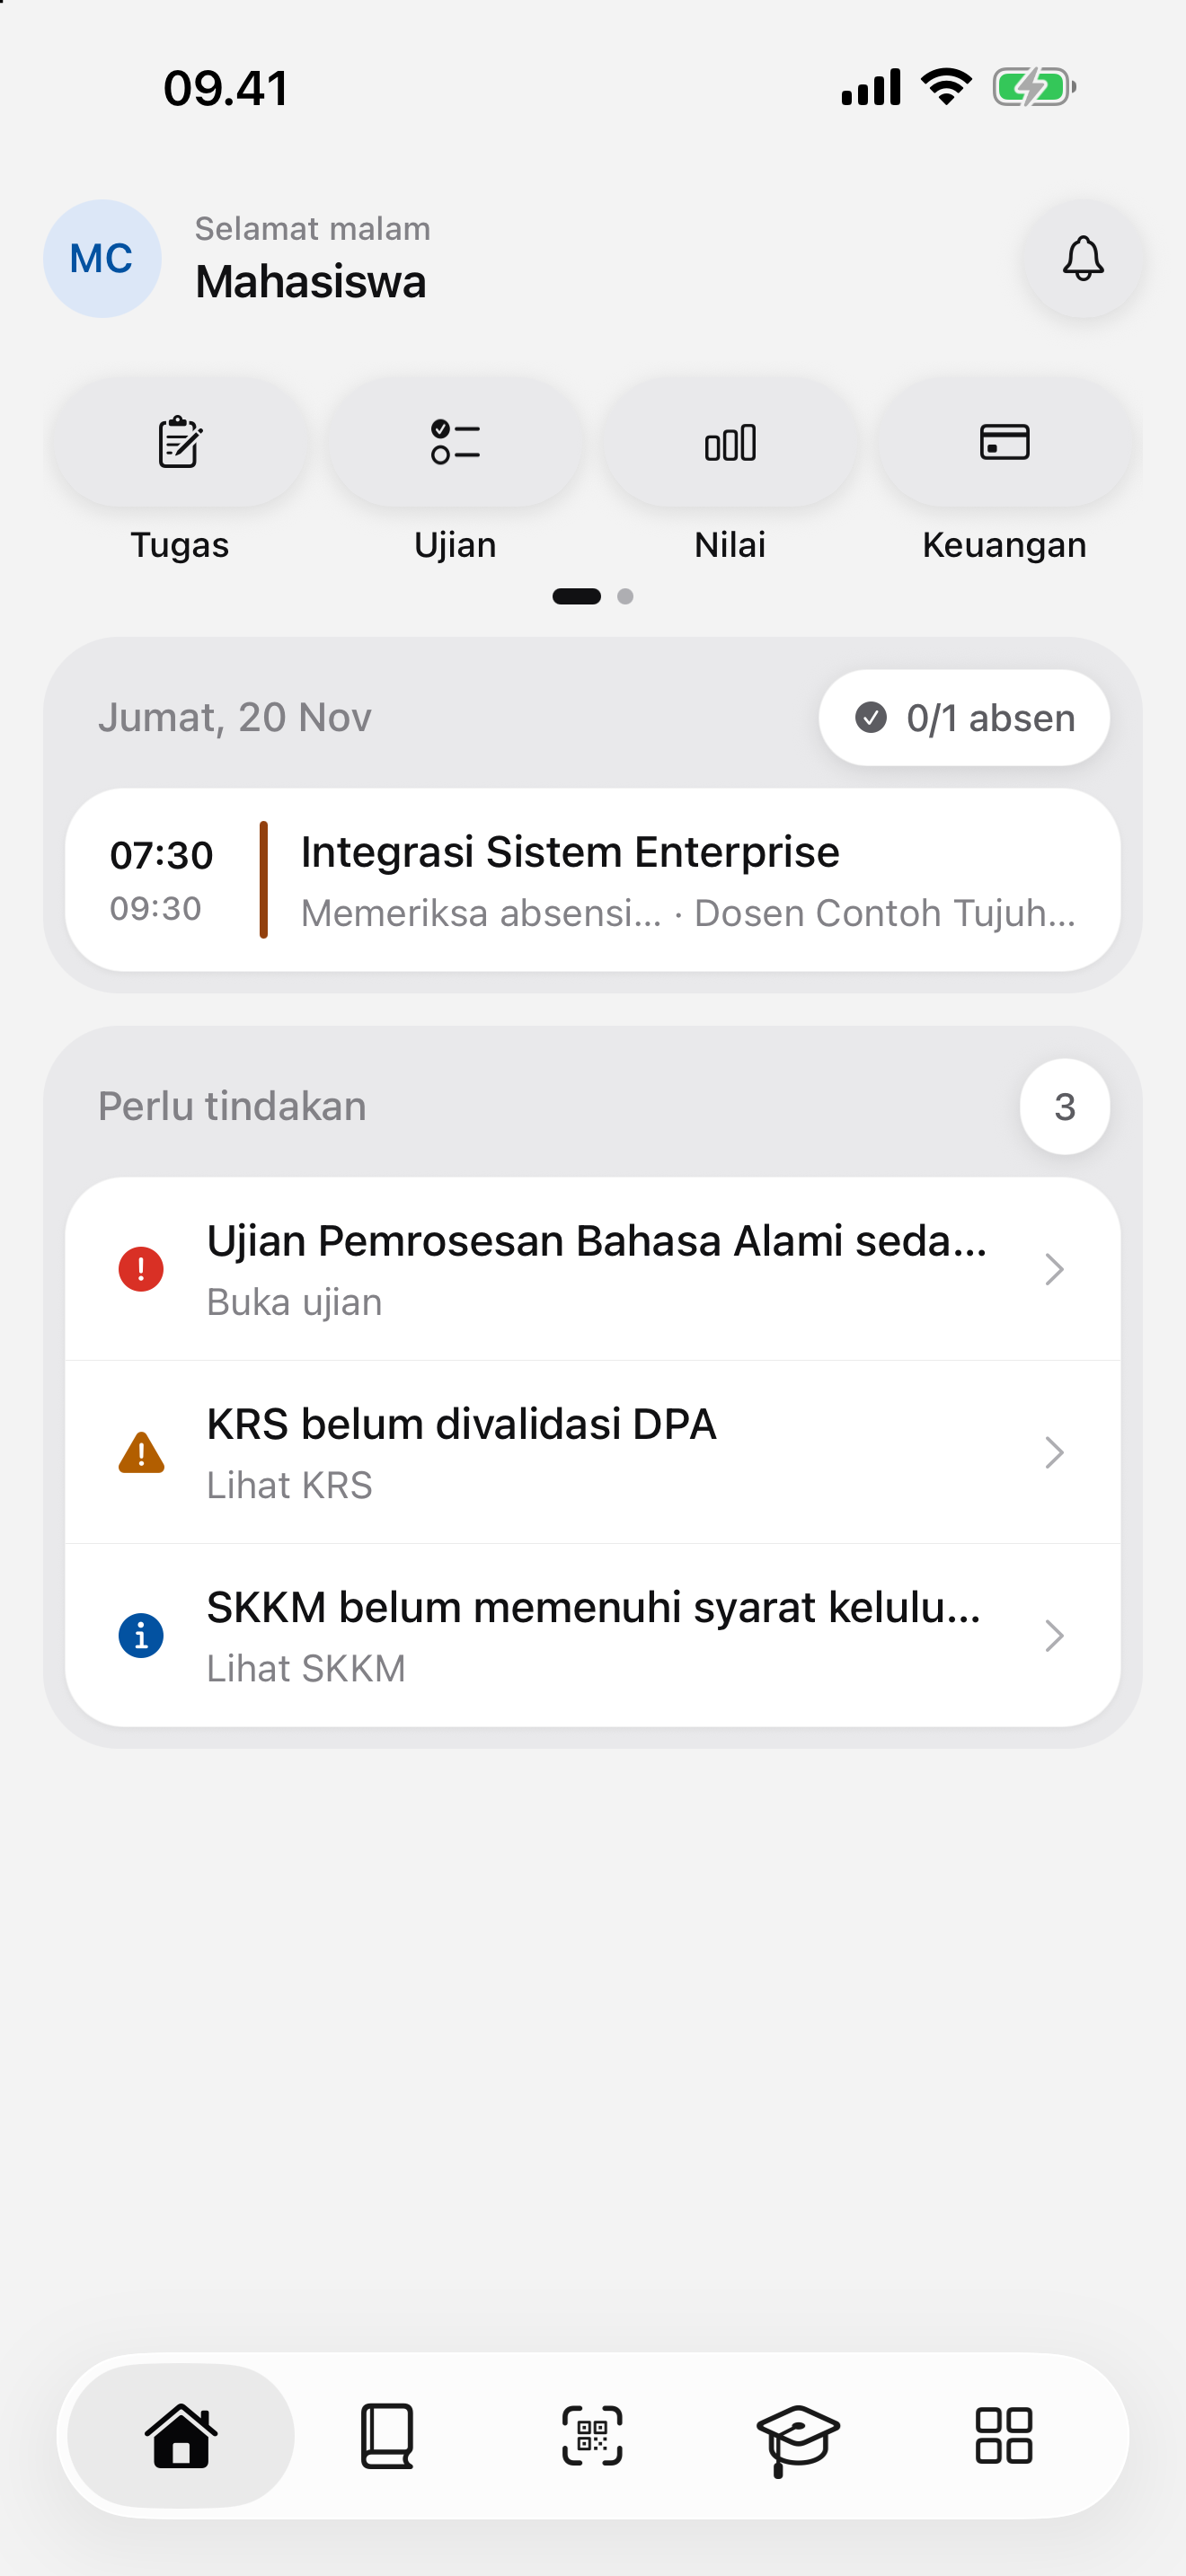 09.41
MC
Selamat malam
Mahasiswa
Tugas
Ujian
Nilai
Keuangan
Jumat, 20 Nov
0/1 absen
07:30
09:30
Integrasi Sistem Enterprise
Memeriksa absensi... · Dosen Contoh Tujuh...
Perlu tindakan
3
Ujian Pemrosesan Bahasa Alami seda...
Buka ujian
KRS belum divalidasi DPA
Lihat KRS
SKKM belum memenuhi syarat kelulu...
Lihat SKKM